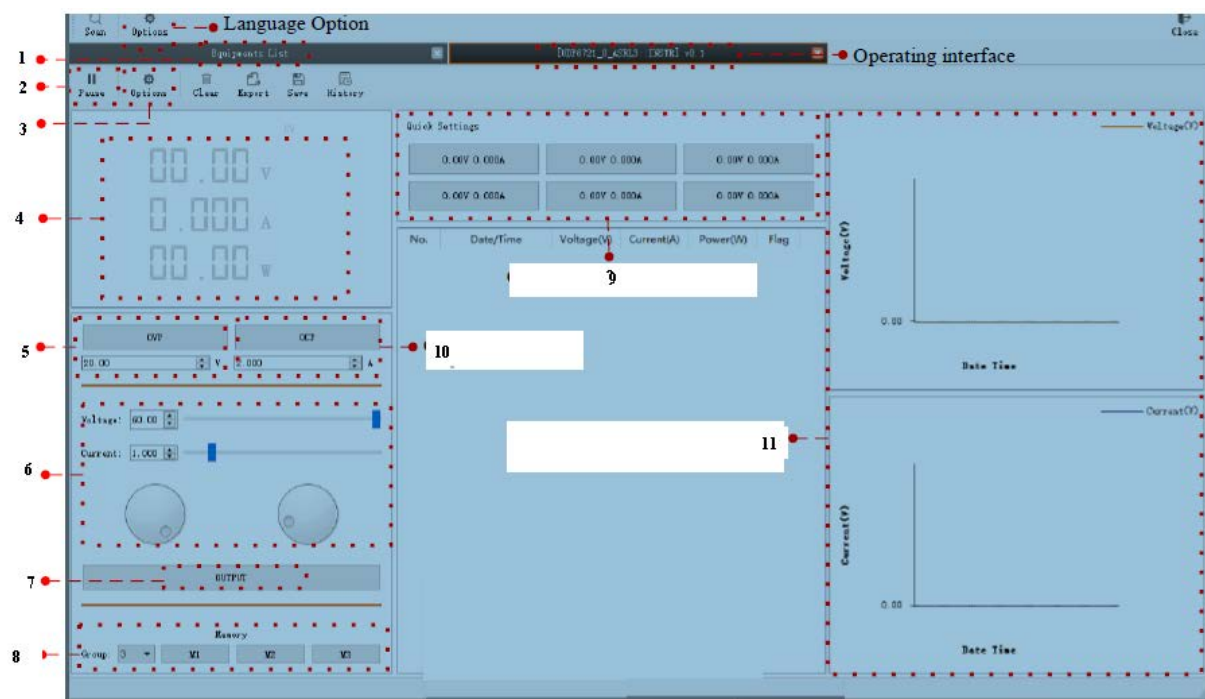 Scan Options Language Option Close
1 Equipments List
Operating interface
2 Pause Options Clear Export Save History
3
Quick Settings
0.00V 0.000A 0.00V 0.000A 0.00V 0.000A
0.00V 0.000A 0.00V 0.000A 0.00V 0.000A
Voltage(V)
4
00.00 V
0.000 A
00.00 W
No. Date/Time Voltage(V) Current(A) Power(W) Flag
9
Voltage(V)
0.00
Date Time
5 OVP OCP 10
20.00 V 2.000 A
6
Voltage: 60.00
Current: 1.000
11
Current(V)
Current(V)
0.00
Date Time
7 OUTPUT
8 Memory
Group: 0 M1 M2 M3